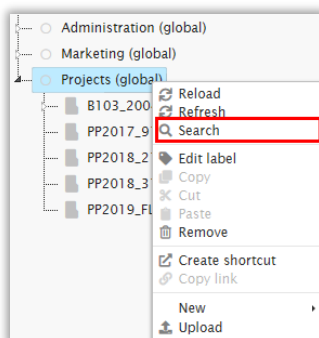 Administration (global)
Marketing (global)
Projects (global)
Reload
B103_200
Refresh
Search
PP2017_9
Edit label
PP2018_2
Copy
PP2018_3
Cut
PP2019_FL
Paste
Remove
Create shortcut
Copy link
New
Upload